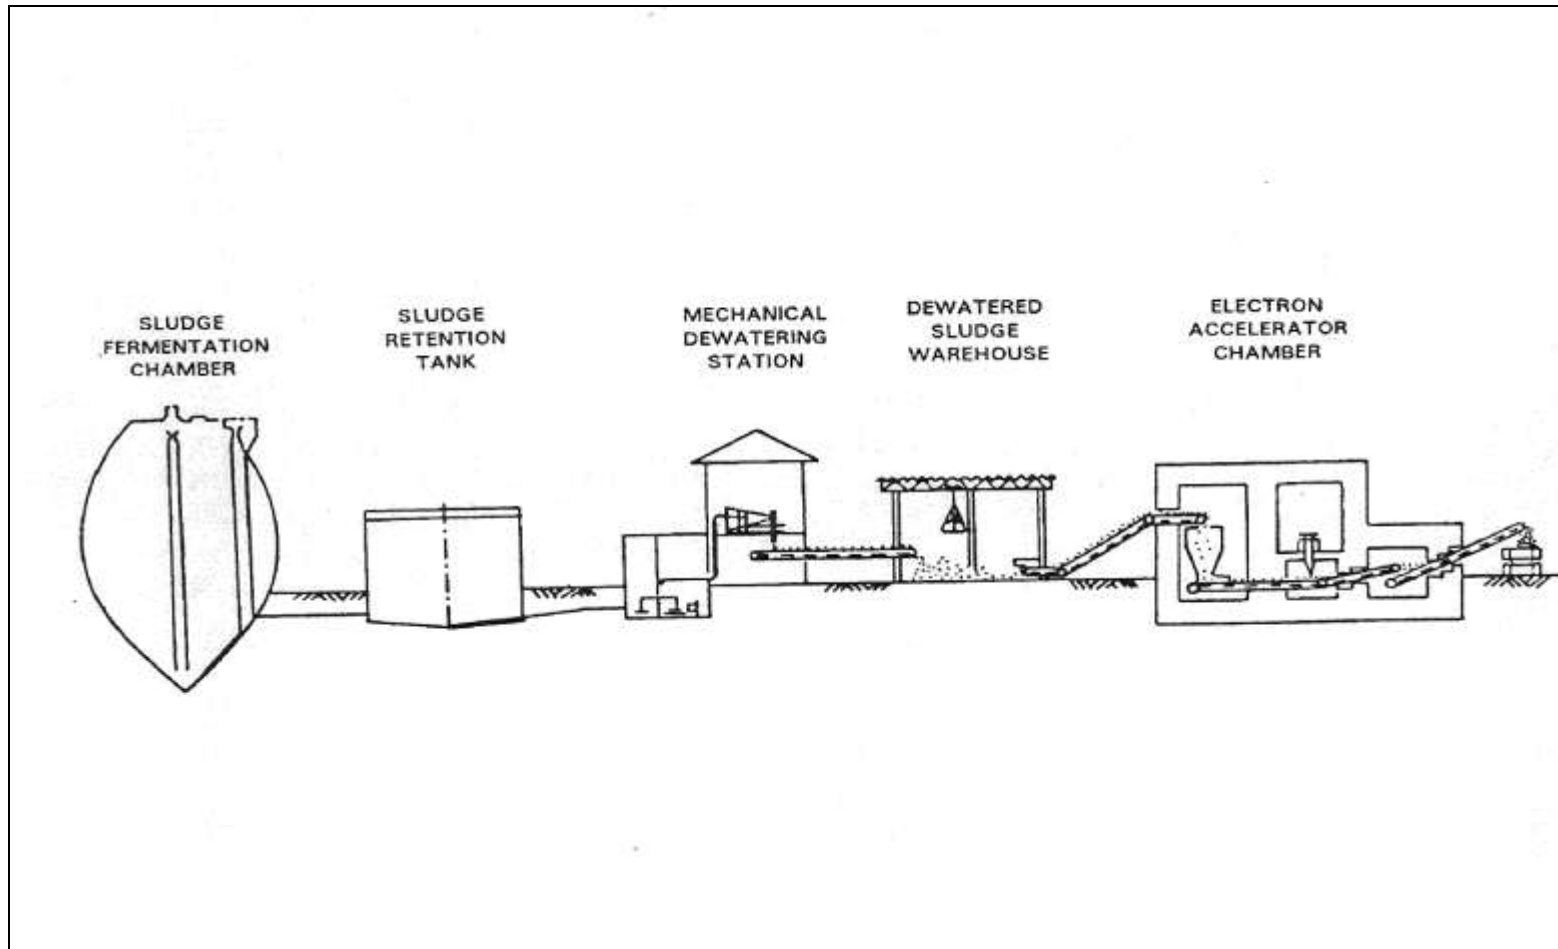 SLUDGE
FERMENTATION
CHAMBER
SLUDGE
RETENTION
TANK
MECHANICAL
DEWATERING
STATION
DEWATERED
SLUDGE
WAREHOUSE
ELECTRON
ACCELERATOR
CHAMBER